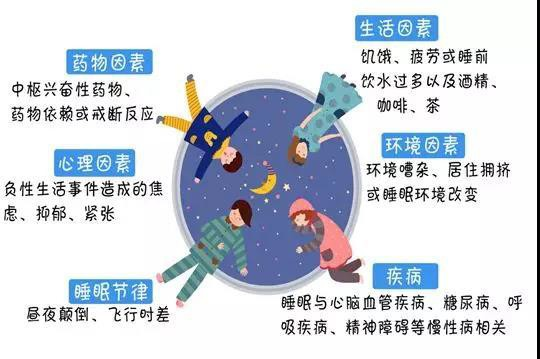 药物因素
中枢兴奋性药物、
药物依赖或戒断反应
心理因素
负性生活事件造成的焦
虑、抑郁、紧张
睡眠节律
昼夜颠倒、飞行时差
生活因素
饥饿、疲劳或睡前
饮水过多以及酒精、
咖啡、茶
环境因素
环境嘈杂、居住拥挤
或睡眠环境改变
疾病
睡眠与心脑血管疾病、糖尿病、呼
吸疾病、精神障碍等慢性病相关